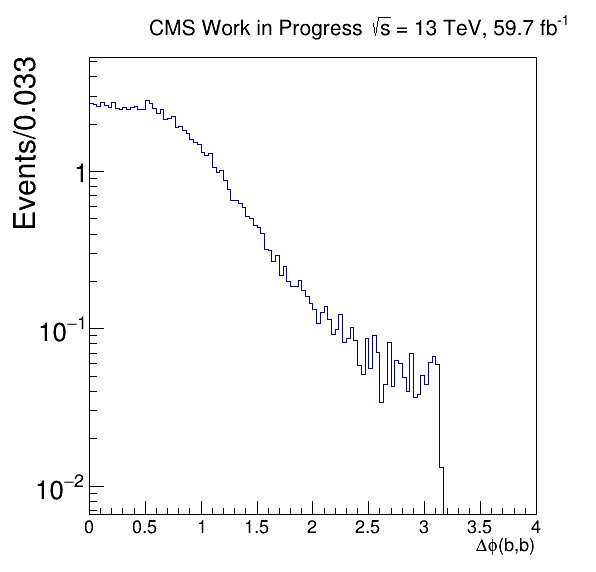 CMS Work in Progress √s = 13 TeV, 59.7 fb⁻¹
Events/0.033
1
10⁻¹
10⁻²
0 0.5 1 1.5 2 2.5 3 3.5 4
Δϕ(b,b)